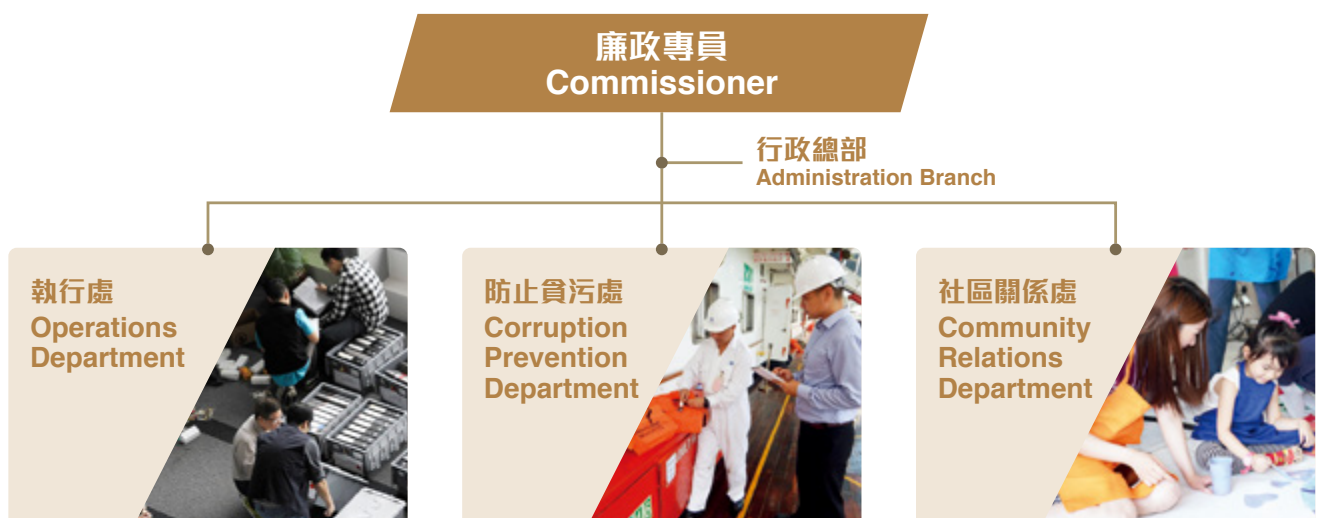 廉政專員
Commissioner
行政總部
Administration Branch
執行處
Operations
Department
防止貪污處
Corruption
Prevention
Department
社區關係處
Community
Relations
Department